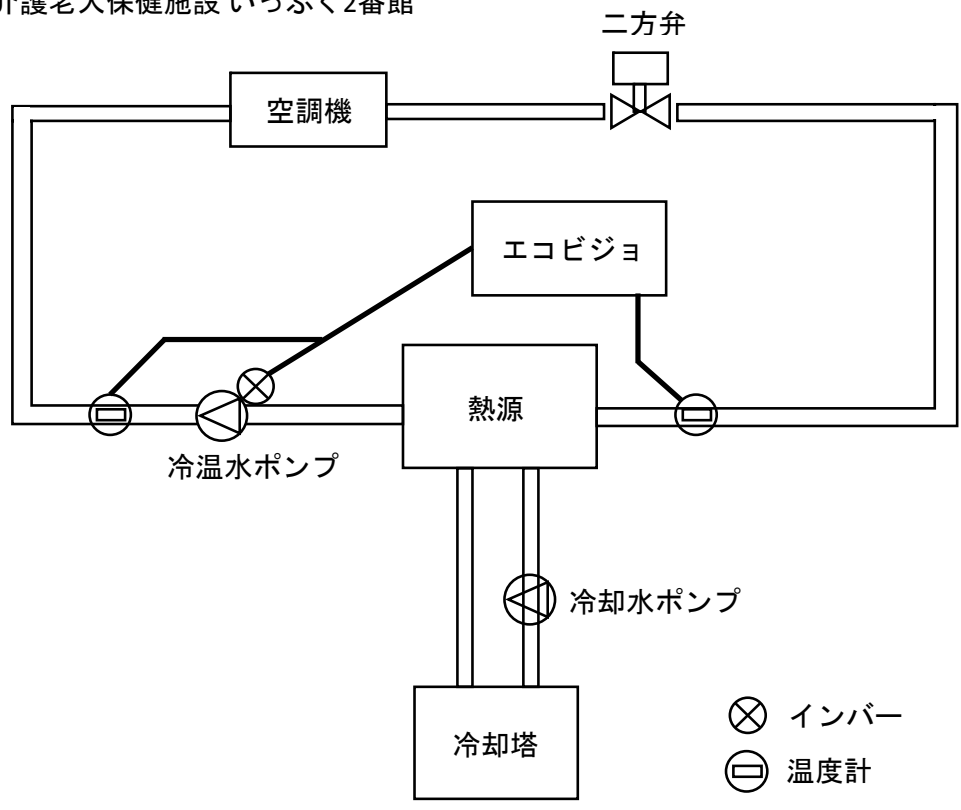 介護老人保健施設 いっぷく2番館
二方弁
空調機
エコビジョ
熱源
冷温水ポンプ
冷却水ポンプ
冷却塔
インバー
温度計